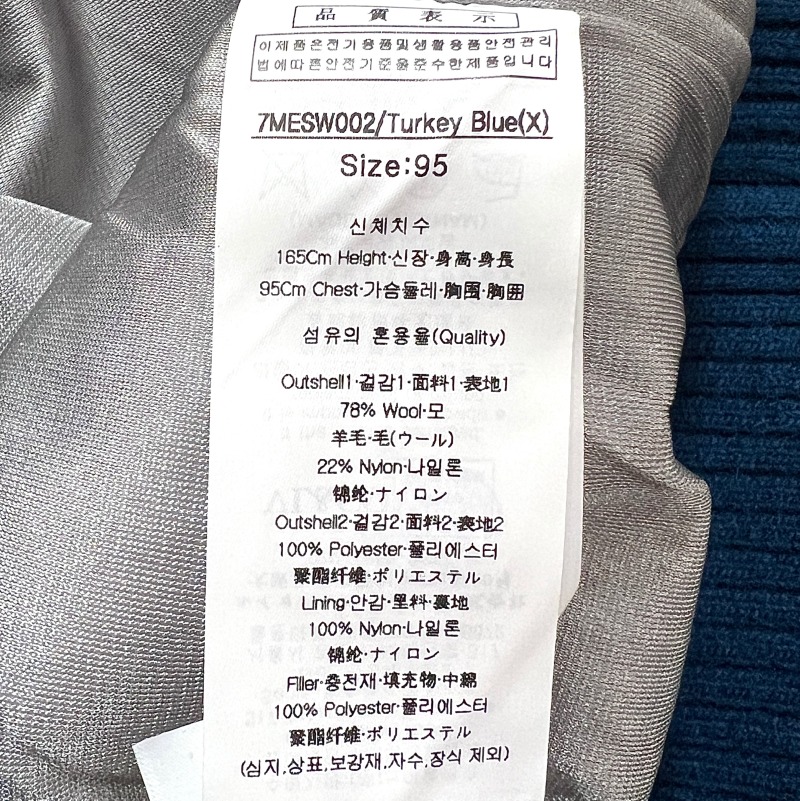 品質表示
이 제품은 전기용품및생활용품안전관리
법에따른안전기준을준수한제품입니다
7MESW002/Turkey Blue(X)
Size:95
신체치수
165Cm Height·신장·身高·身長
95Cm Chest·가슴둘레·胸围·胸囲
섬유의 혼용율(Quality)
Outshell1·겉감1·面料1·表地1
78% Wool·모
羊毛·毛(ウール)
22% Nylon·나일론
锦纶·ナイロン
Outshell2·겉감2·面料2·表地2
100% Polyester·폴리에스터
聚酯纤维·ポリエステル
Lining·안감·里料·裏地
100% Nylon·나일론
锦纶·ナイロン
Filler·충전재·填充物·中綿
100% Polyester·폴리에스터
聚酯纤维·ポリエステル
(심지,상표,보강재,자수,장식 제외)